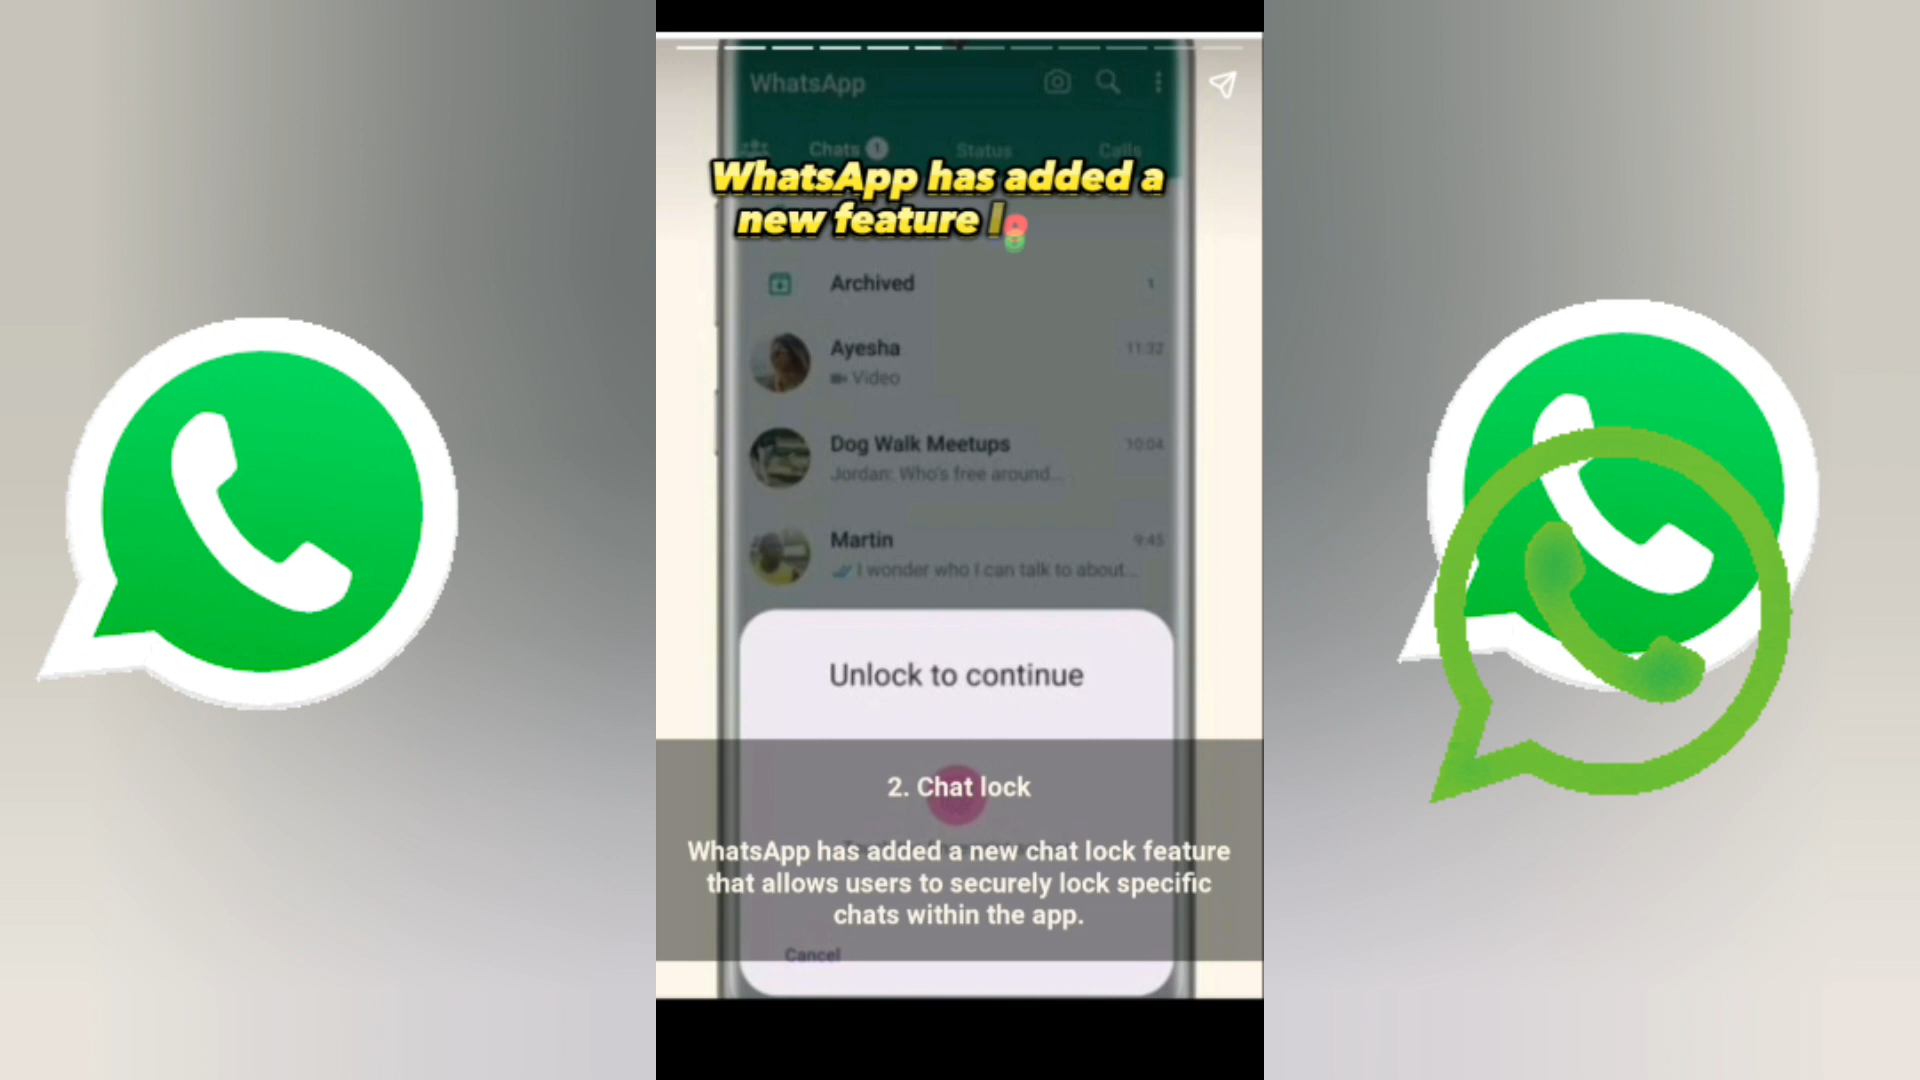 WhatsApp
Chats 1 Status Calls
WhatsApp has added a
new feature l
Archived 1
Ayesha 11:32
Video
Dog Walk Meetups 10:04
Jordan: Who's free around...
Martin 9:45
I wonder who I can talk to about...
Unlock to continue
2. Chat lock
WhatsApp has added a new chat lock feature
that allows users to securely lock specific
chats within the app.
Cancel